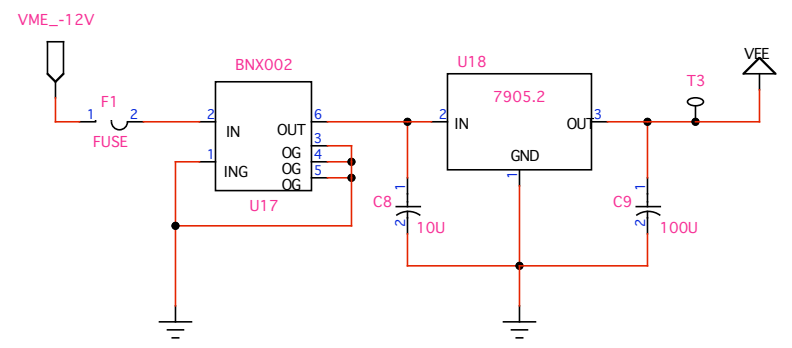 VME_-12V
BNX002
U18
VEE
F1
7905.2
T3
1
2
2
6
2
3
FUSE
IN
OUT
IN
OUT
3
OG
4
1
ING
OG
5
OG
GND
1
U17
1
1
C8
10U
2
C9
100U
2